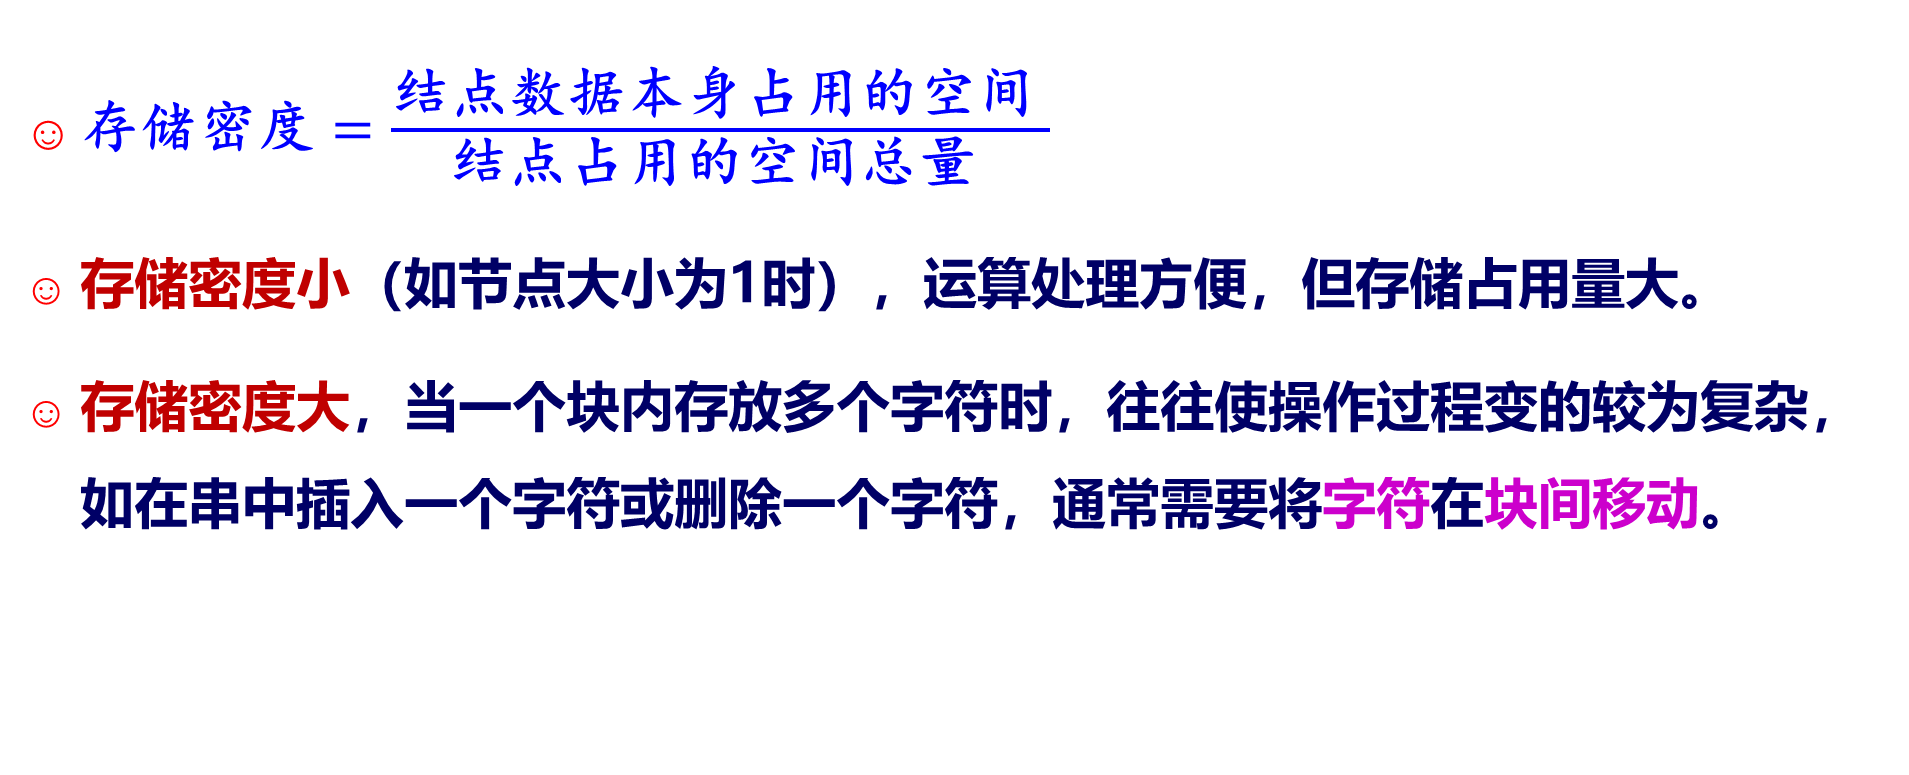 ☺ 存储密度 = 结点数据本身占用的空间
结点占用的空间总量
☺ 存储密度小（如节点大小为1时），运算处理方便，但存储占用量大。
☺ 存储密度大，当一个块内存放多个字符时，往往使操作过程变的较为复杂，
如在串中插入一个字符或删除一个字符，通常需要将字符在块间移动。